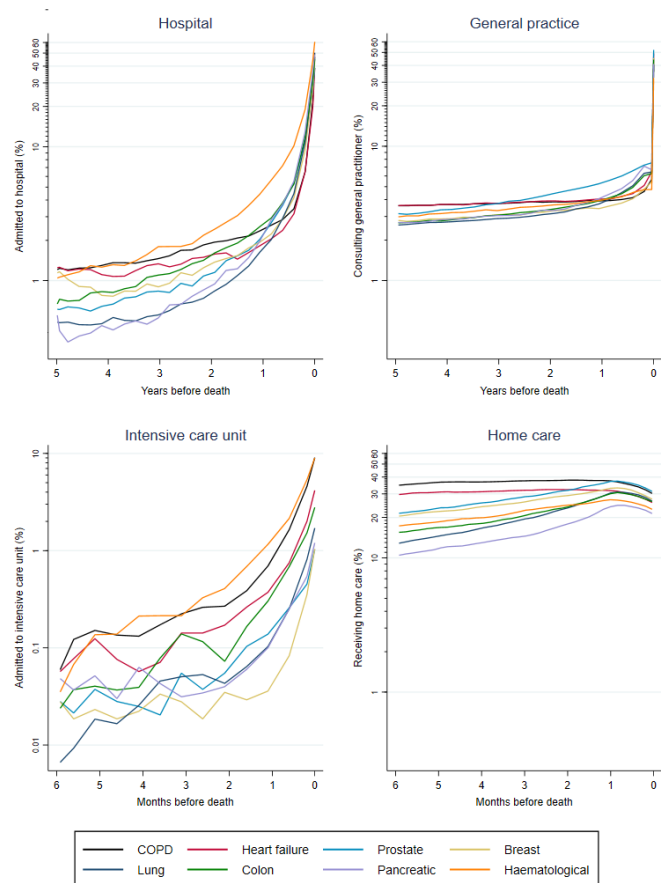 Hospital
Admitted to hospital (%)
50 60
40
30
20
10
1
5 4 3 2 1 0
Years before death
General practice
Consulting general practitioner (%)
50 60
40
30
20
10
1
5 4 3 2 1 0
Years before death
Intensive care unit
Admitted to intensive care unit (%)
10
1
0.1
0.01
6 5 4 3 2 1 0
Months before death
Home care
Receiving home care (%)
50 60
40
30
20
10
1
6 5 4 3 2 1 0
Months before death
COPD Heart failure Prostate Breast
Lung Colon Pancreatic Haematological